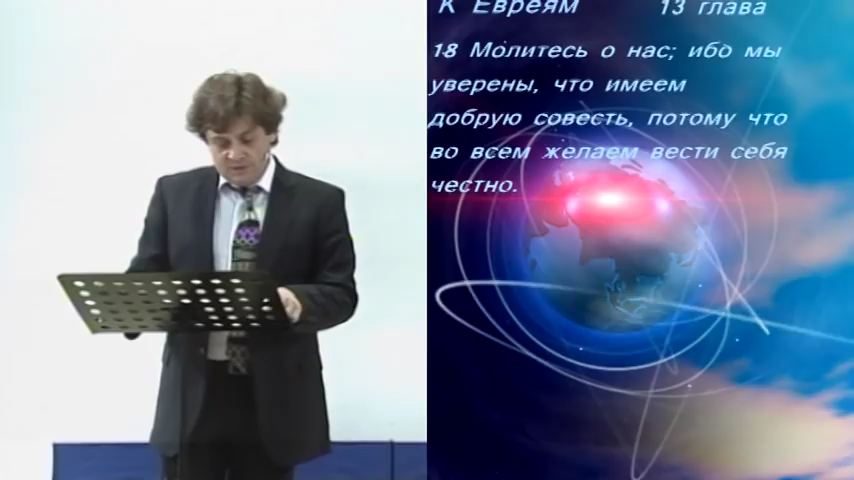 К Евреям 13 глава
18 Молитесь о нас; ибо мы
уверены, что имеем
добрую совесть, потому что
во всем желаем вести себя
честно.